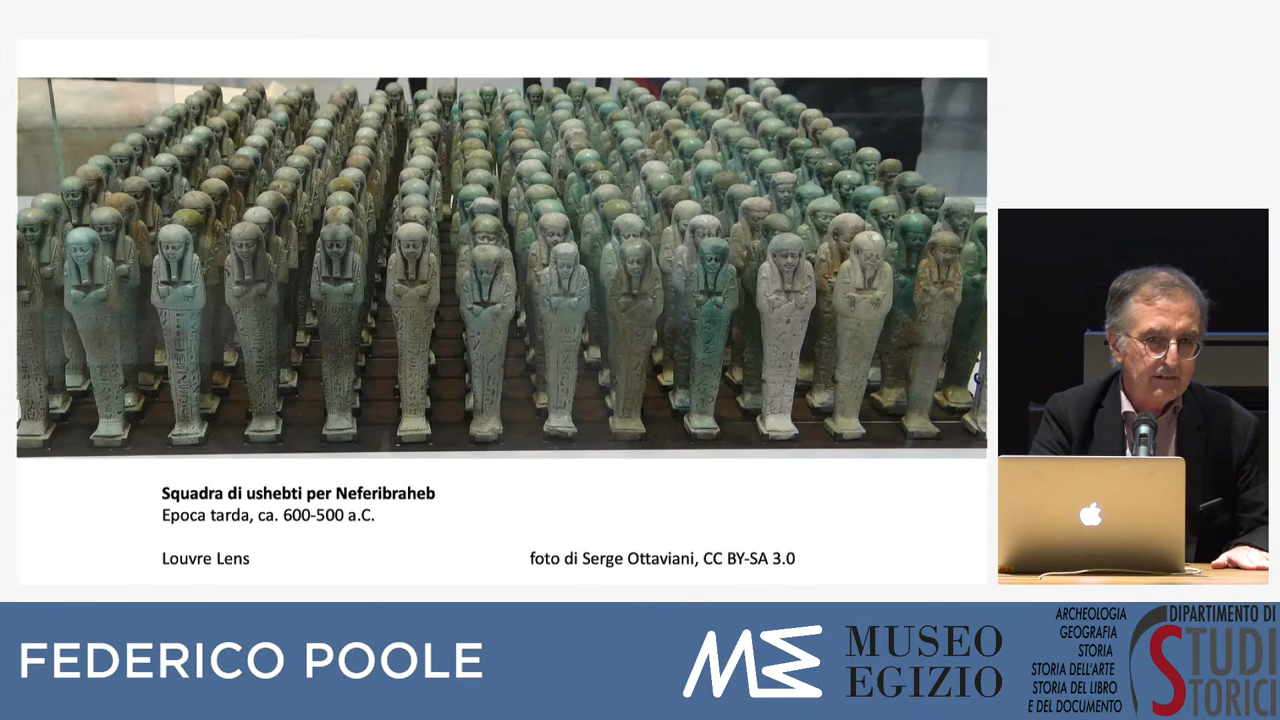 Squadra di ushebti per Neferibraheb
Epoca tarda, ca. 600-500 a.C.
Louvre Lens
foto di Serge Ottaviani, CC BY-SA 3.0
FEDERICO POOLE
ME
MUSEO
EGIZIO
ARCHEOLOGIA
GEOGRAFIA
STORIA
STORIA DELL'ARTE
STORIA DEL LIBRO
E DEL DOCUMENTO
DIPARTIMENTO DI
STUDI
STORICI